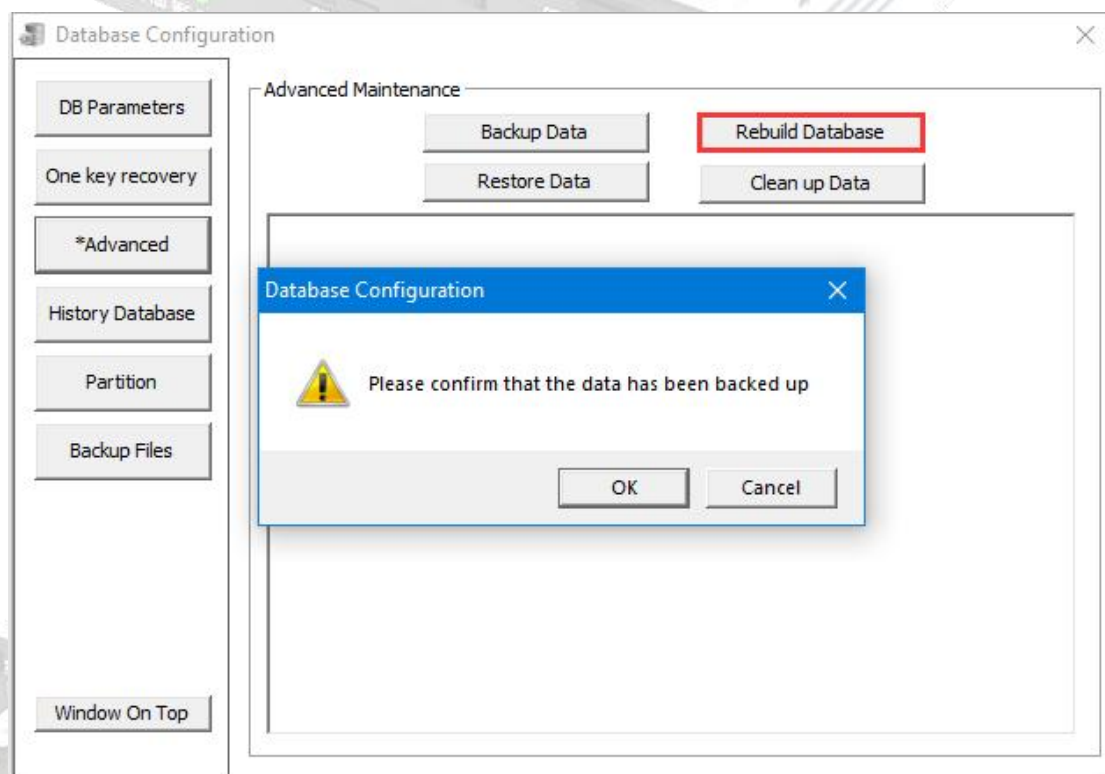 Database Configuration
DB Parameters
One key recovery
*Advanced
History Database
Partition
Backup Files
Window On Top
Advanced Maintenance
Backup Data
Rebuild Database
Restore Data
Clean up Data
Database Configuration
Please confirm that the data has been backed up
OK
Cancel